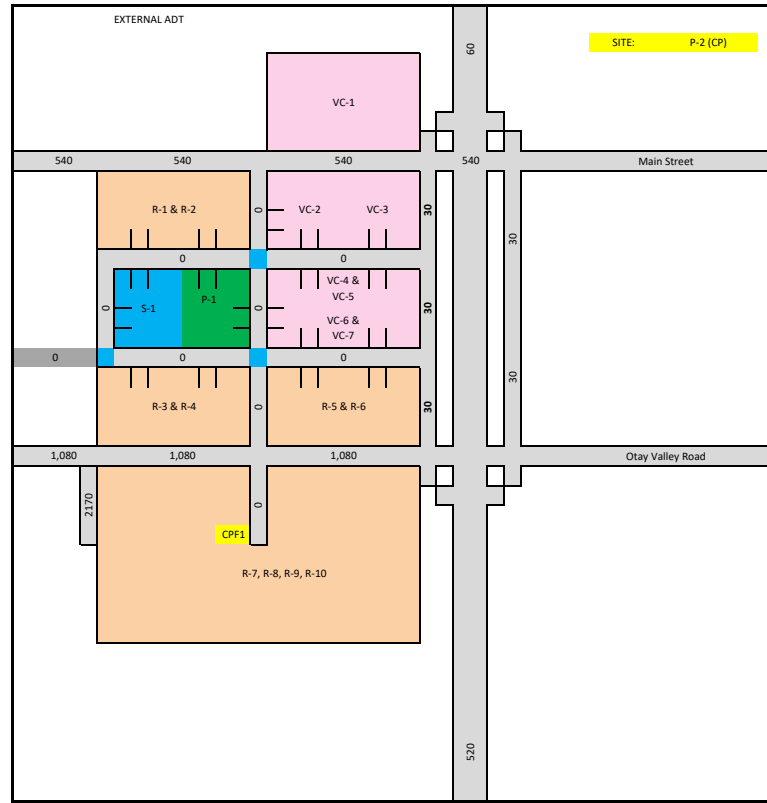 EXTERNAL ADT
60
SITE: P-2 (CP)
VC-1
540 540 540 540 Main Street
R-1 & R-2
0
VC-2 VC-3
30
30
0 0
0
S-1
P-1
0
VC-4 &
VC-5
VC-6 &
VC-7
30
0 0 0
30
R-3 & R-4
0
R-5 & R-6
30
1,080 1,080 1,080 Otay Valley Road
2170
0
CPF1
R-7, R-8, R-9, R-10
520